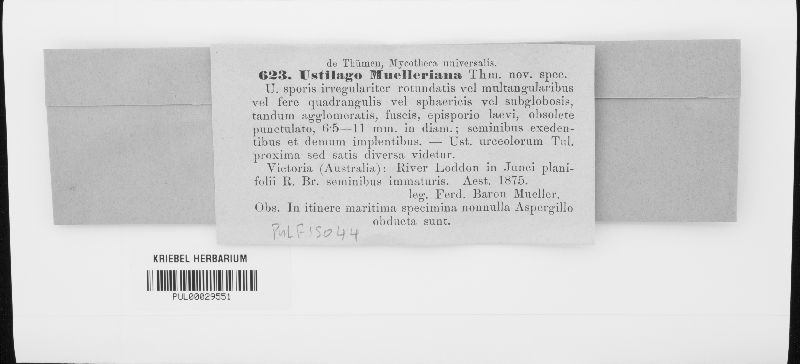 de Thümen, Mycotheca universalis.
623. Ustilago Muelleriana Thm. nov. spec.
U. sporis irregulariter rotundatis vel multangularibus
vel fere quadrangulis vel sphaericis vel subglobosis,
tandum agglomeratis, fuscis, episporio laevi, obsolete
punctulato, 6·5—11 mm. in diam.; seminibus exeden-
tibus et demum implentibus. — Ust. urceolorum Tul.
proxima sed satis diversa videtur.
Victoria (Australia): River Loddon in Junci plani-
folii R. Br. seminibus immaturis. Aest. 1875.
leg. Ferd. Baron Mueller.
Obs. In itinere maritima specimina nonnulla Aspergillo
obducta sunt.
PUL F15044
KRIEBEL HERBARIUM
PUL00029551